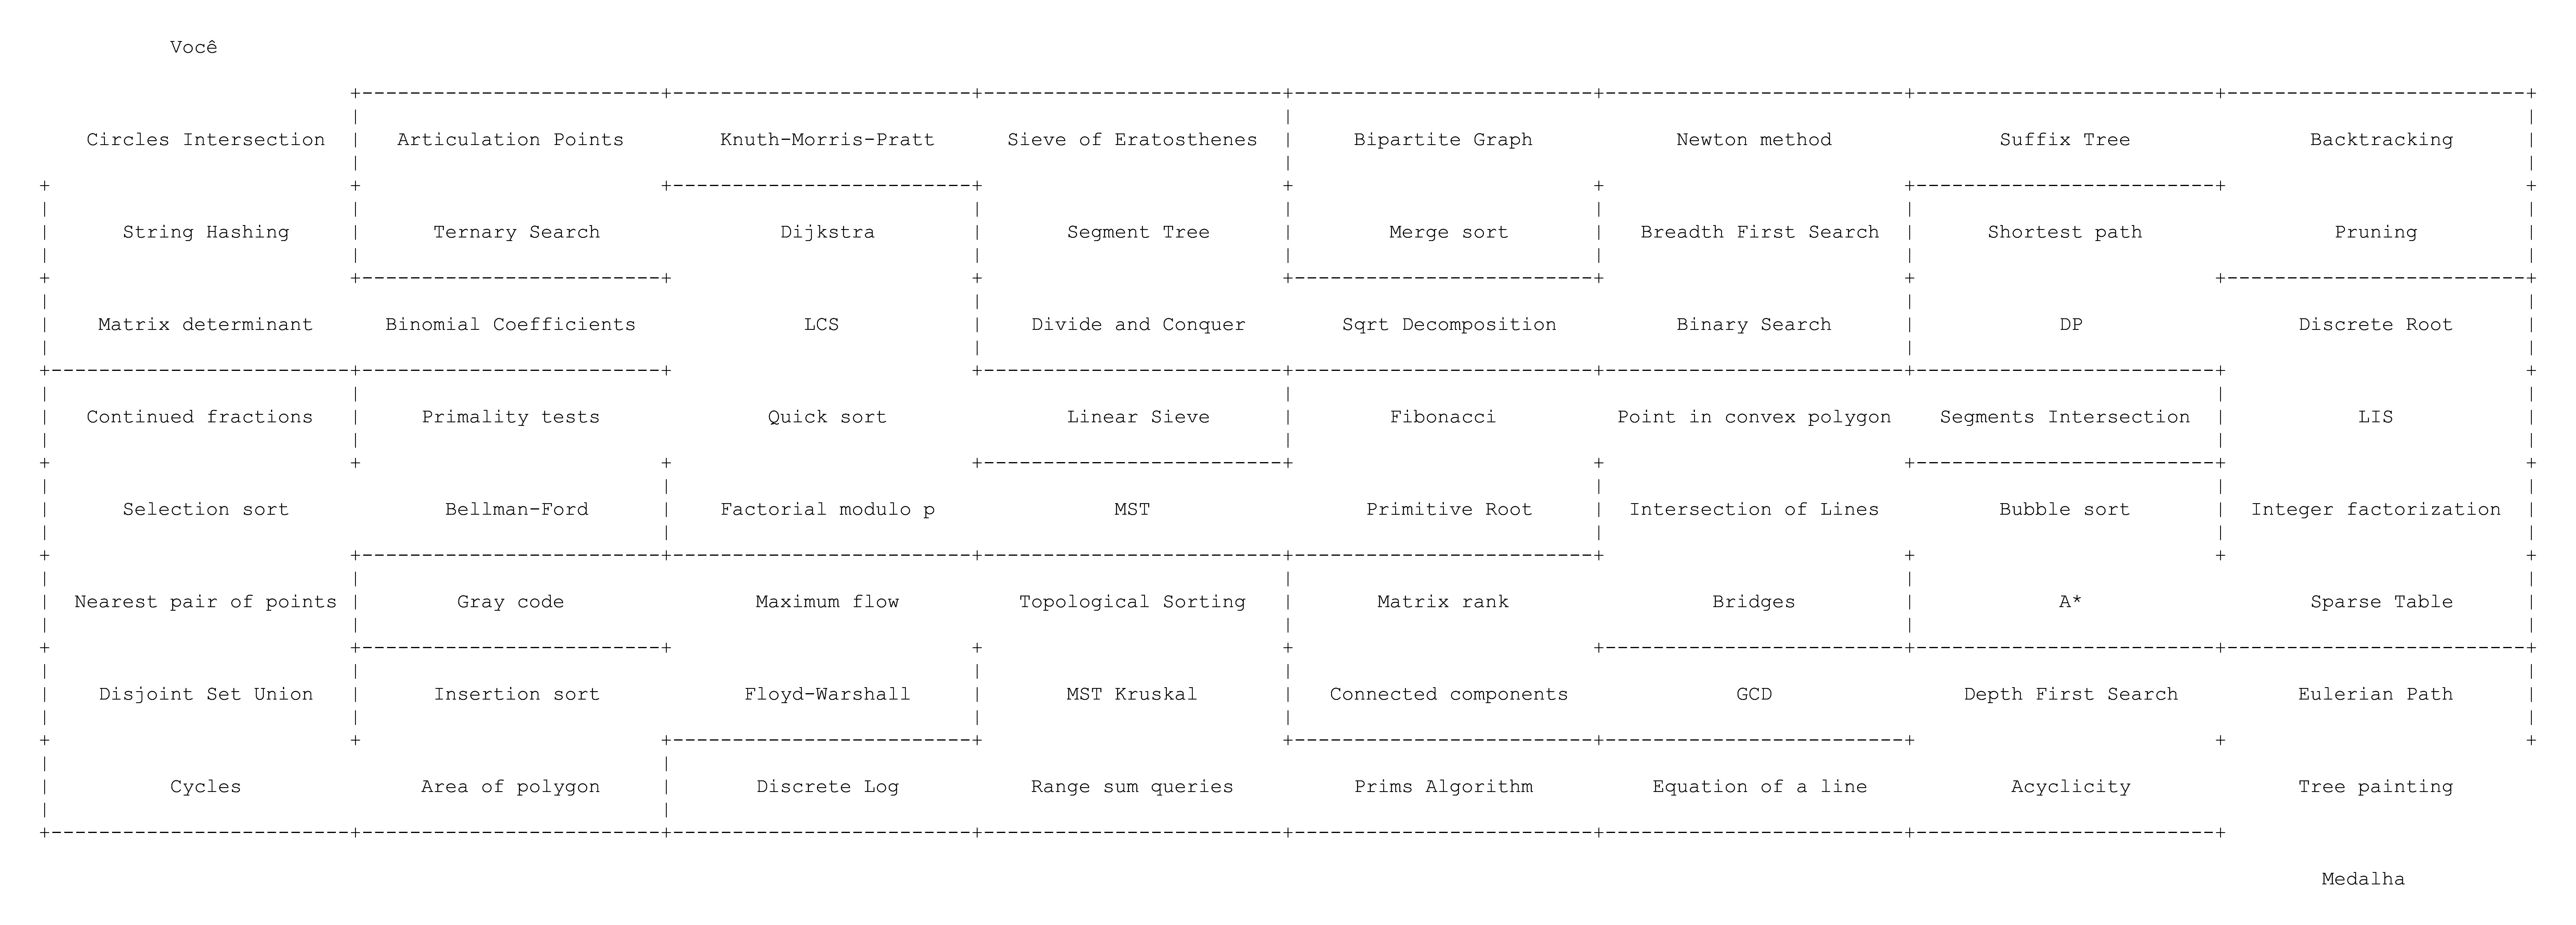 Você
Circles Intersection Articulation Points Knuth-Morris-Pratt Sieve of Eratosthenes Bipartite Graph Newton method Suffix Tree Backtracking
String Hashing Ternary Search Dijkstra Segment Tree Merge sort Breadth First Search Shortest path Pruning
Matrix determinant Binomial Coefficients LCS Divide and Conquer Sqrt Decomposition Binary Search DP Discrete Root
Continued fractions Primality tests Quick sort Linear Sieve Fibonacci Point in convex polygon Segments Intersection LIS
Selection sort Bellman-Ford Factorial modulo p MST Primitive Root Intersection of Lines Bubble sort Integer factorization
Nearest pair of points Gray code Maximum flow Topological Sorting Matrix rank Bridges A* Sparse Table
Disjoint Set Union Insertion sort Floyd-Warshall MST Kruskal Connected components GCD Depth First Search Eulerian Path
Cycles Area of polygon Discrete Log Range sum queries Prims Algorithm Equation of a line Acyclicity Tree painting
Medalha